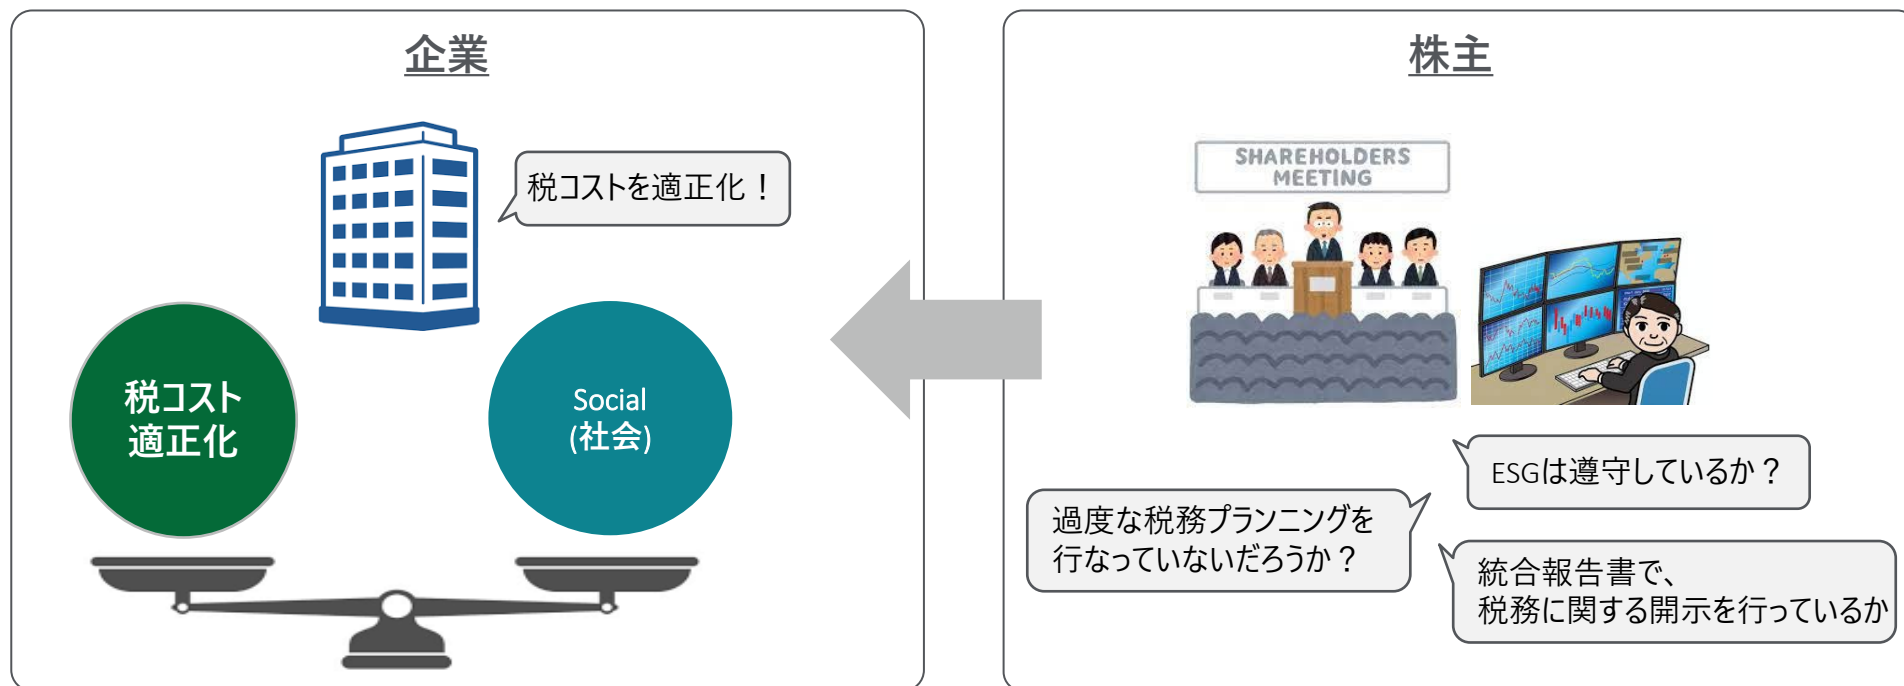 企業
税コストを適正化！
税コスト
適正化
Social
(社会)
株主
SHAREHOLDERS
MEETING
ESGは遵守しているか？
過度な税務プランニングを
行なっていないだろうか？
統合報告書で、
税務に関する開示を行っているか